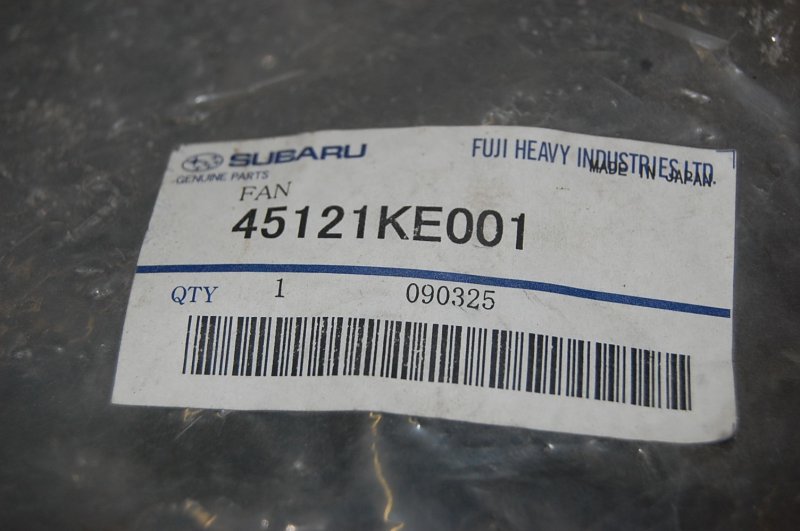 SUBARU
GENUINE PARTS
FUJI HEAVY INDUSTRIES LTD.
MADE IN JAPAN
FAN
45121KE001
QTY 1 090325